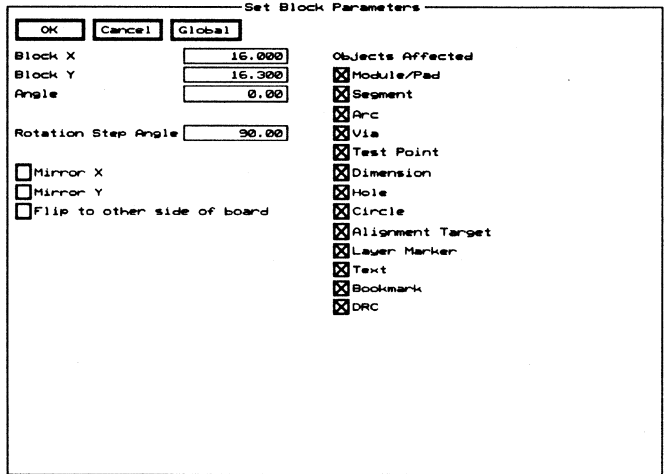 Set Block Parameters
OK Cancel Global
Block X 16.000
Block Y 16.300
Angle 0.00
Rotation Step Angle 90.00
Mirror X
Mirror Y
Flip to other side of board
Objects Affected
Module/Pad
Segment
Arc
Via
Test Point
Dimension
Hole
Circle
Alignment Target
Layer Marker
Text
Bookmark
DRC